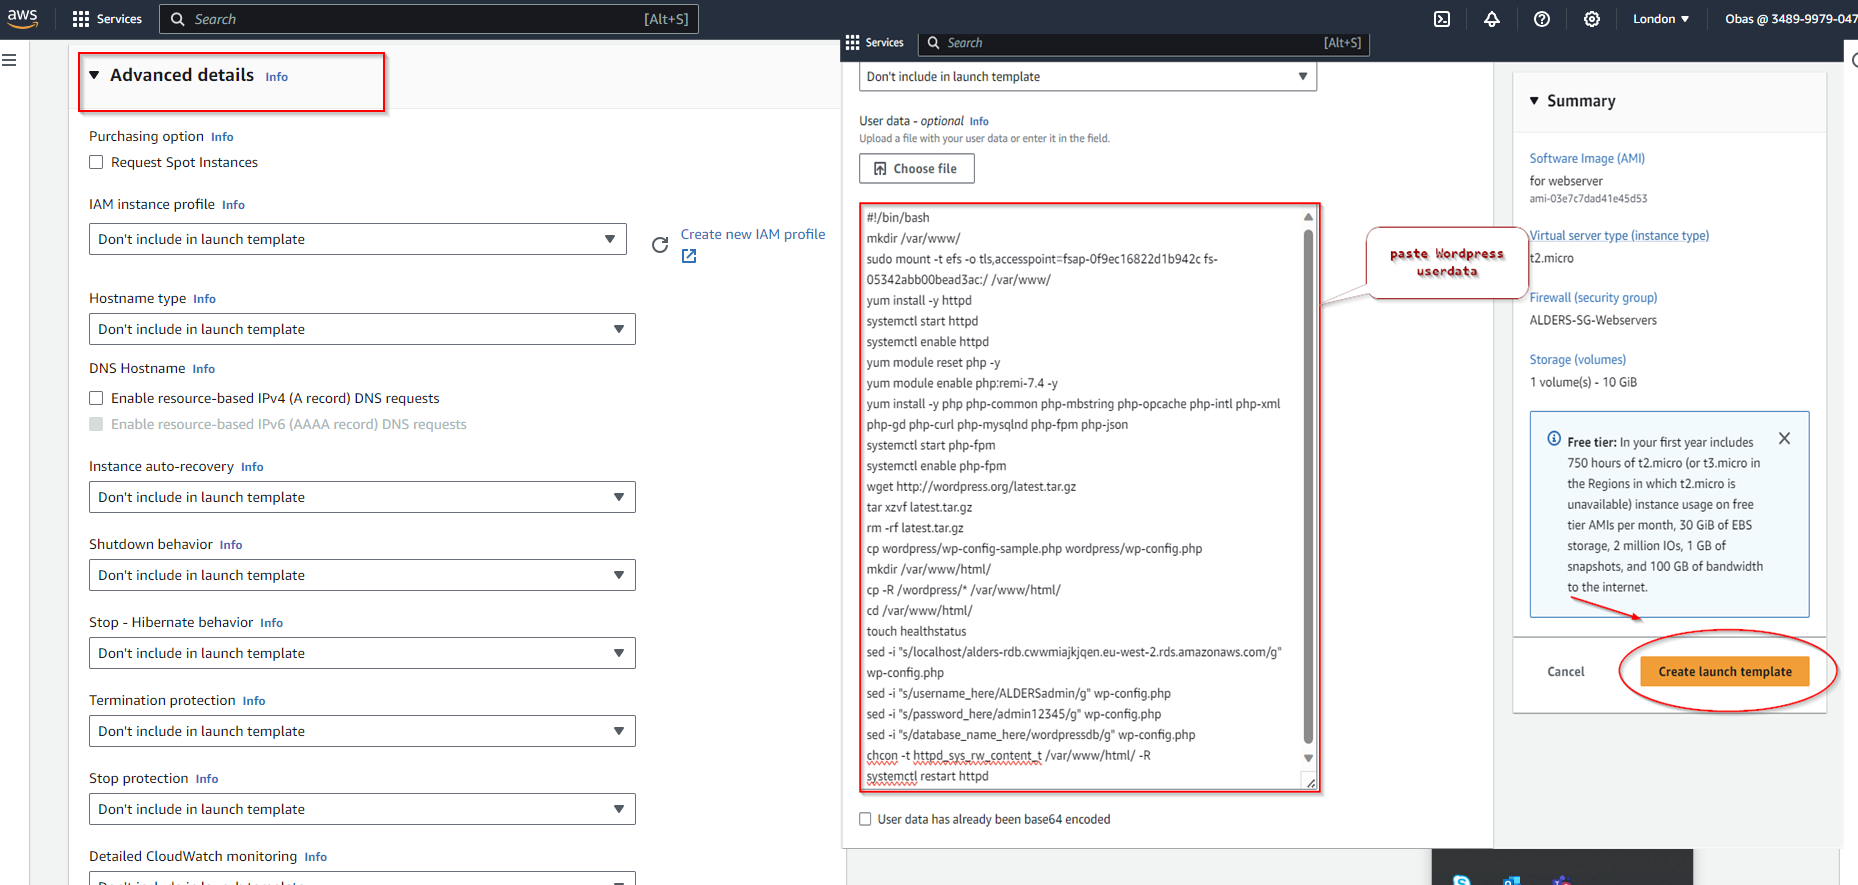 aws
Services
Search
[Alt+S]
London
Obas @ 3489-9979-047
Advanced details Info
Purchasing option Info
Request Spot Instances
IAM instance profile Info
Don't include in launch template
Create new IAM profile
Hostname type Info
Don't include in launch template
DNS Hostname Info
Enable resource-based IPv4 (A record) DNS requests
Enable resource-based IPv6 (AAAA record) DNS requests
Instance auto-recovery Info
Don't include in launch template
Shutdown behavior Info
Don't include in launch template
Stop - Hibernate behavior Info
Don't include in launch template
Termination protection Info
Don't include in launch template
Stop protection Info
Don't include in launch template
Detailed CloudWatch monitoring Info
Services
Search
[Alt+S]
Don't include in launch template
User data - optional Info
Upload a file with your user data or enter it in the field.
Choose file
#!/bin/bash
mkdir /var/www/
sudo mount -t efs -o tls,accesspoint=fsap-0f9ec16822d1b942c fs-
05342abb00bead3ac:/ /var/www/
yum install -y httpd
systemctl start httpd
systemctl enable httpd
yum module reset php -y
yum module enable php:remi-7.4 -y
yum install -y php php-common php-mbstring php-opcache php-intl php-xml
php-gd php-curl php-mysqlnd php-fpm php-json
systemctl start php-fpm
systemctl enable php-fpm
wget http://wordpress.org/latest.tar.gz
tar xzvf latest.tar.gz
rm -rf latest.tar.gz
cp wordpress/wp-config-sample.php wordpress/wp-config.php
mkdir /var/www/html/
cp -R /wordpress/* /var/www/html/
cd /var/www/html/
touch healthstatus
sed -i "s/localhost/alders-rdb.cwwmiajkjqen.eu-west-2.rds.amazonaws.com/g"
wp-config.php
sed -i "s/username_here/ALDERSadmin/g" wp-config.php
sed -i "s/password_here/admin12345/g" wp-config.php
sed -i "s/database_name_here/wordpressdb/g" wp-config.php
chcon -t httpd_sys_rw_content_t /var/www/html/ -R
systemctl restart httpd
User data has already been base64 encoded
paste Wordpress
userdata
Summary
Software Image (AMI)
for webserver
ami-03e7c7dad41e45d53
Virtual server type (instance type)
t2.micro
Firewall (security group)
ALDERS-SG-Webservers
Storage (volumes)
1 volume(s) - 10 GiB
Free tier: In your first year includes
750 hours of t2.micro (or t3.micro in
the Regions in which t2.micro is
unavailable) instance usage on free
tier AMIs per month, 30 GiB of EBS
storage, 2 million IOs, 1 GB of
snapshots, and 100 GB of bandwidth
to the internet.
Cancel
Create launch template